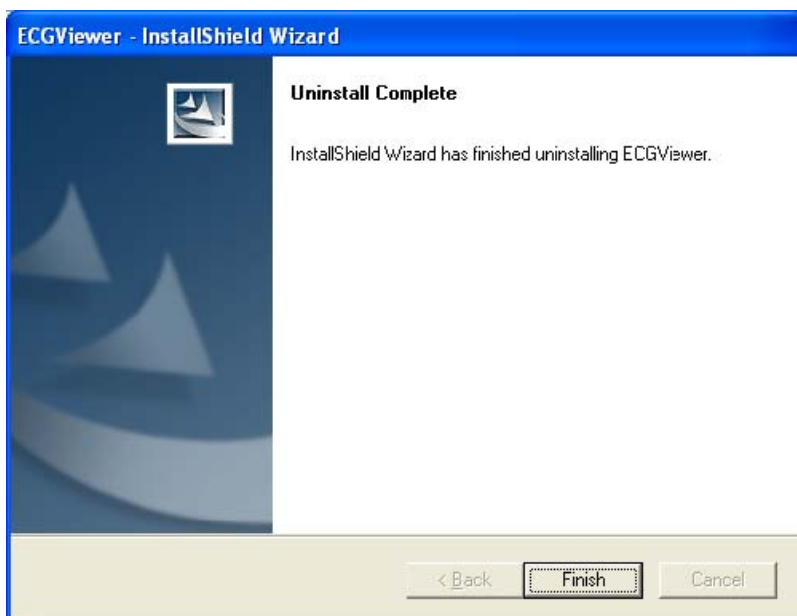 ECGViewer - InstallShield Wizard
Uninstall Complete
InstallShield Wizard has finished uninstalling ECGViewer.
< Back Finish Cancel